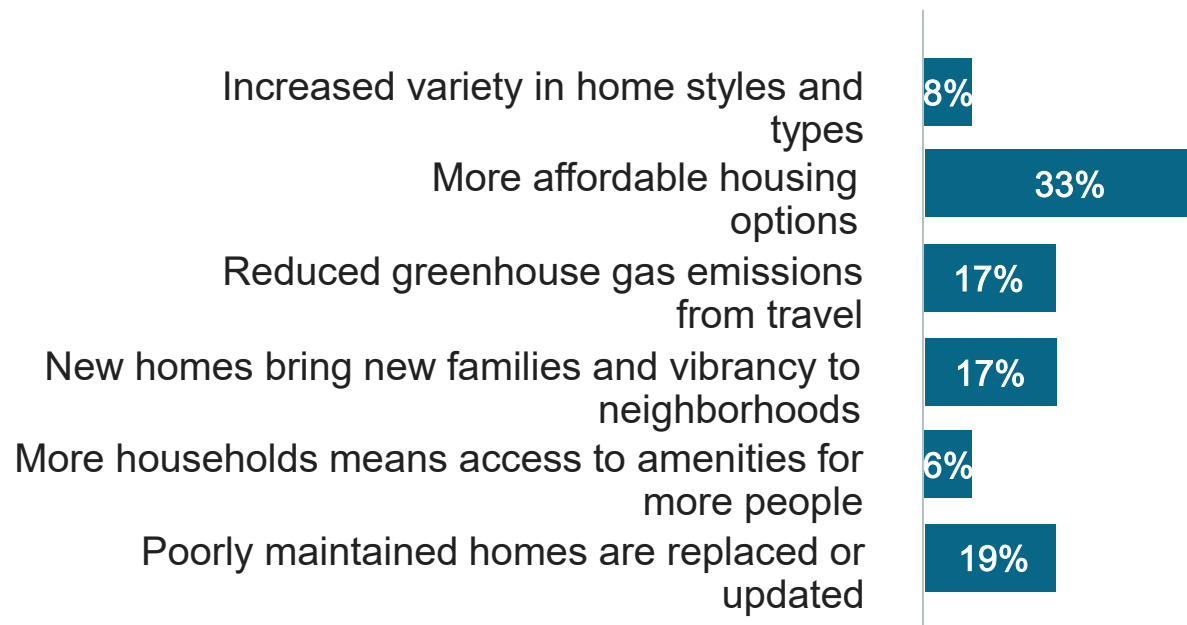 Increased variety in home styles and
types
8%
More affordable housing
options
33%
Reduced greenhouse gas emissions
from travel
17%
New homes bring new families and vibrancy to
neighborhoods
17%
More households means access to amenities for
more people
6%
Poorly maintained homes are replaced or
updated
19%